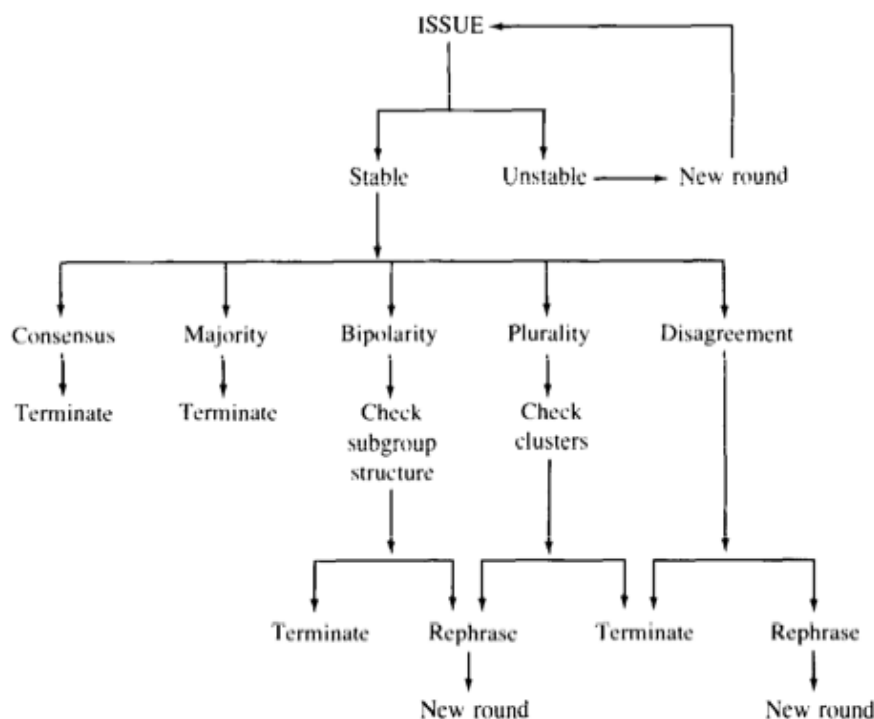 ISSUE
Stable
Unstable
New round
Consensus
Majority
Bipolarity
Plurality
Disagreement
Terminate
Terminate
Check
subgroup
structure
Check
clusters
Terminate
Rephrase
Terminate
Rephrase
New round
New round